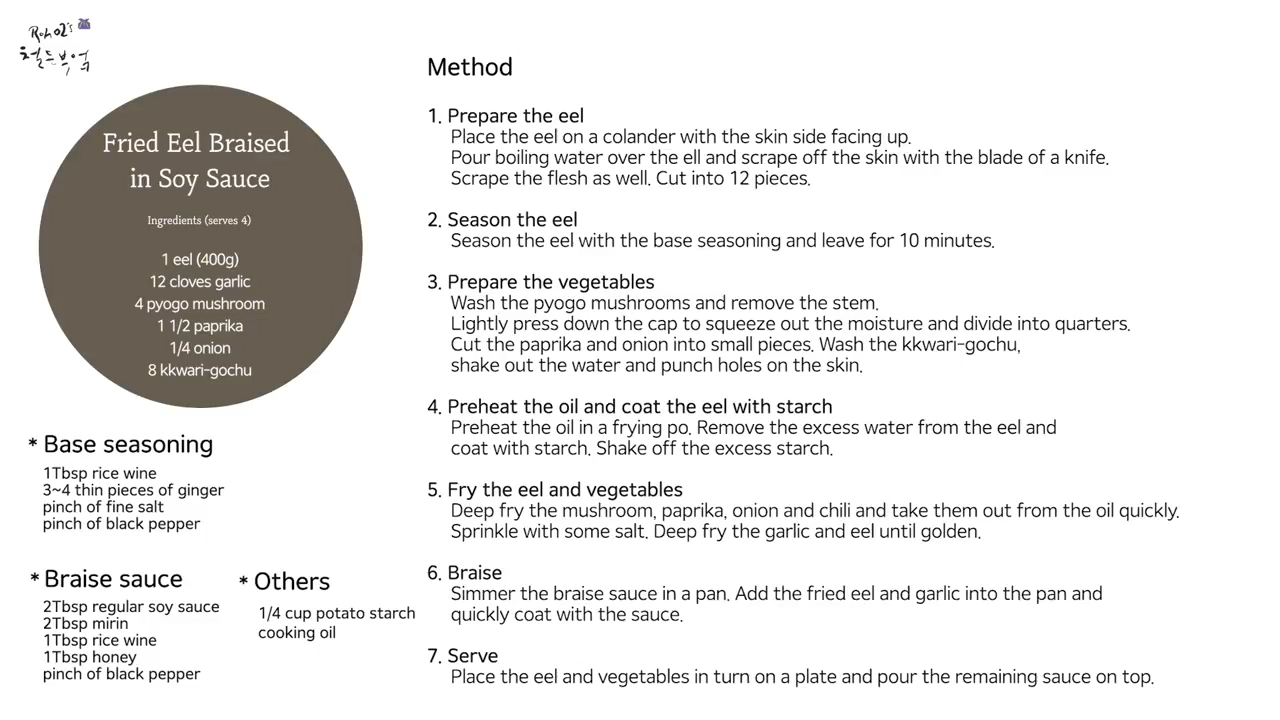 Roh02's
철든부엌
Fried Eel Braised
in Soy Sauce
Ingredients (serves 4)
1 eel (400g)
12 cloves garlic
4 pyogo mushroom
1 1/2 paprika
1/4 onion
8 kkwari-gochu
* Base seasoning
1Tbsp rice wine
3~4 thin pieces of ginger
pinch of fine salt
pinch of black pepper
* Braise sauce
2Tbsp regular soy sauce
2Tbsp mirin
1Tbsp rice wine
1Tbsp honey
pinch of black pepper
* Others
1/4 cup potato starch
cooking oil
Method
1. Prepare the eel
Place the eel on a colander with the skin side facing up.
Pour boiling water over the ell and scrape off the skin with the blade of a knife.
Scrape the flesh as well. Cut into 12 pieces.
2. Season the eel
Season the eel with the base seasoning and leave for 10 minutes.
3. Prepare the vegetables
Wash the pyogo mushrooms and remove the stem.
Lightly press down the cap to squeeze out the moisture and divide into quarters.
Cut the paprika and onion into small pieces. Wash the kkwari-gochu,
shake out the water and punch holes on the skin.
4. Preheat the oil and coat the eel with starch
Preheat the oil in a frying po. Remove the excess water from the eel and
coat with starch. Shake off the excess starch.
5. Fry the eel and vegetables
Deep fry the mushroom, paprika, onion and chili and take them out from the oil quickly.
Sprinkle with some salt. Deep fry the garlic and eel until golden.
6. Braise
Simmer the braise sauce in a pan. Add the fried eel and garlic into the pan and
quickly coat with the sauce.
7. Serve
Place the eel and vegetables in turn on a plate and pour the remaining sauce on top.